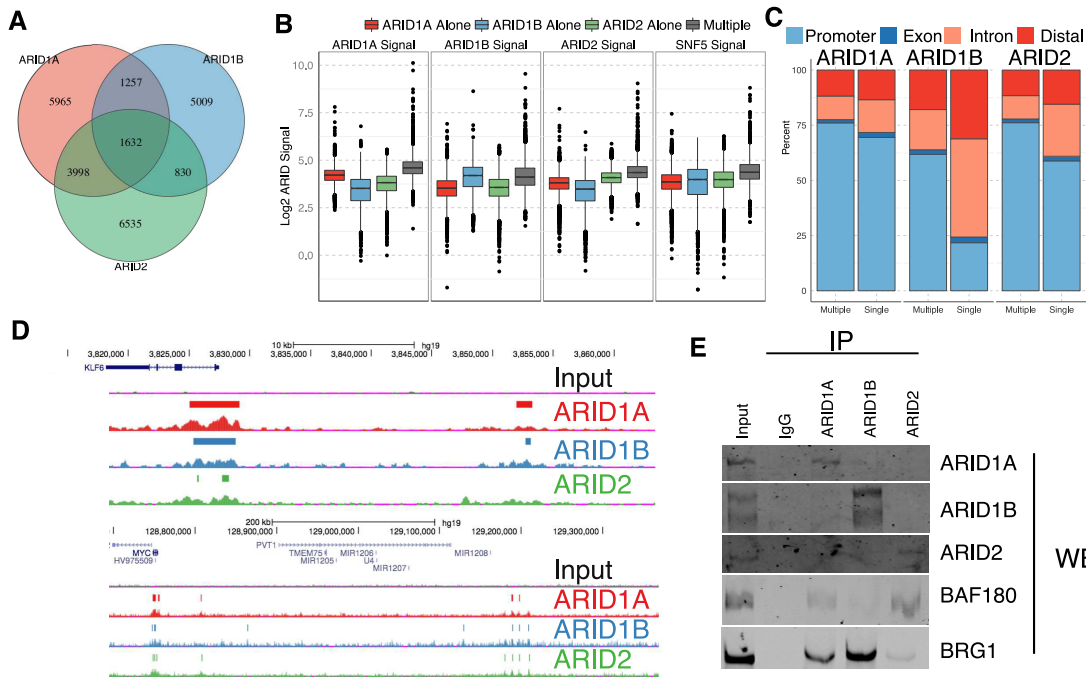 A
ARID1A
ARID1B
1257
5965
5009
1632
3998
830
6535
ARID2
B
ARID1A Alone ARID1B Alone ARID2 Alone Multiple
ARID1A Signal ARID1B Signal ARID2 Signal SNF5 Signal
Log2 ARID Signal
10.0
7.5
5.0
2.5
0.0
C
Promoter Exon Intron Distal
ARID1A ARID1B ARID2
Percent
100
75
50
25
0
Multiple Single Multiple Single Multiple Single
D
10 kb hg19
3,820,000 3,825,000 3,830,000 3,835,000 3,840,000 3,845,000 3,850,000 3,855,000 3,860,000
KLF6
Input
ARID1A
ARID1B
ARID2
200 kb hg19
128,800,000 128,900,000 129,000,000 129,100,000 129,200,000 129,300,000
MYC
HV975509
PVT1
TMEM75 MIR1206 MIR1208
MIR1205 U4
MIR1207
Input
ARID1A
ARID1B
ARID2
E
IP
Input IgG ARID1A ARID1B ARID2
ARID1A
ARID1B
ARID2
BAF180
BRG1